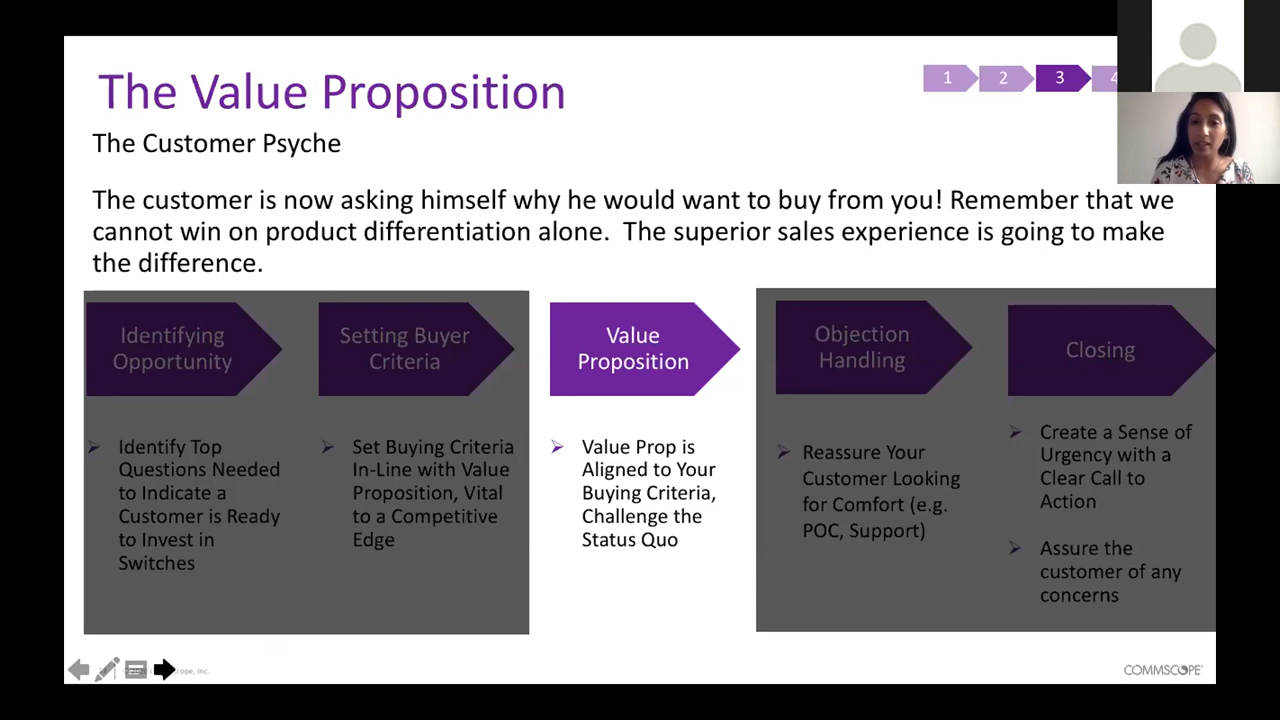 The Value Proposition
1 2 3 4
The Customer Psyche
The customer is now asking himself why he would want to buy from you! Remember that we
cannot win on product differentiation alone. The superior sales experience is going to make
the difference.
Identifying
Opportunity
Setting Buyer
Criteria
Value
Proposition
Objection
Handling
Closing
Identify Top
Questions Needed
to Indicate a
Customer is Ready
to Invest in
Switches
Set Buying Criteria
In-Line with Value
Proposition, Vital
to a Competitive
Edge
Value Prop is
Aligned to Your
Buying Criteria,
Challenge the
Status Quo
Reassure Your
Customer Looking
for Comfort (e.g.
POC, Support)
Create a Sense of
Urgency with a
Clear Call to
Action
Assure the
customer of any
concerns
Inc.
COMMSCOPE